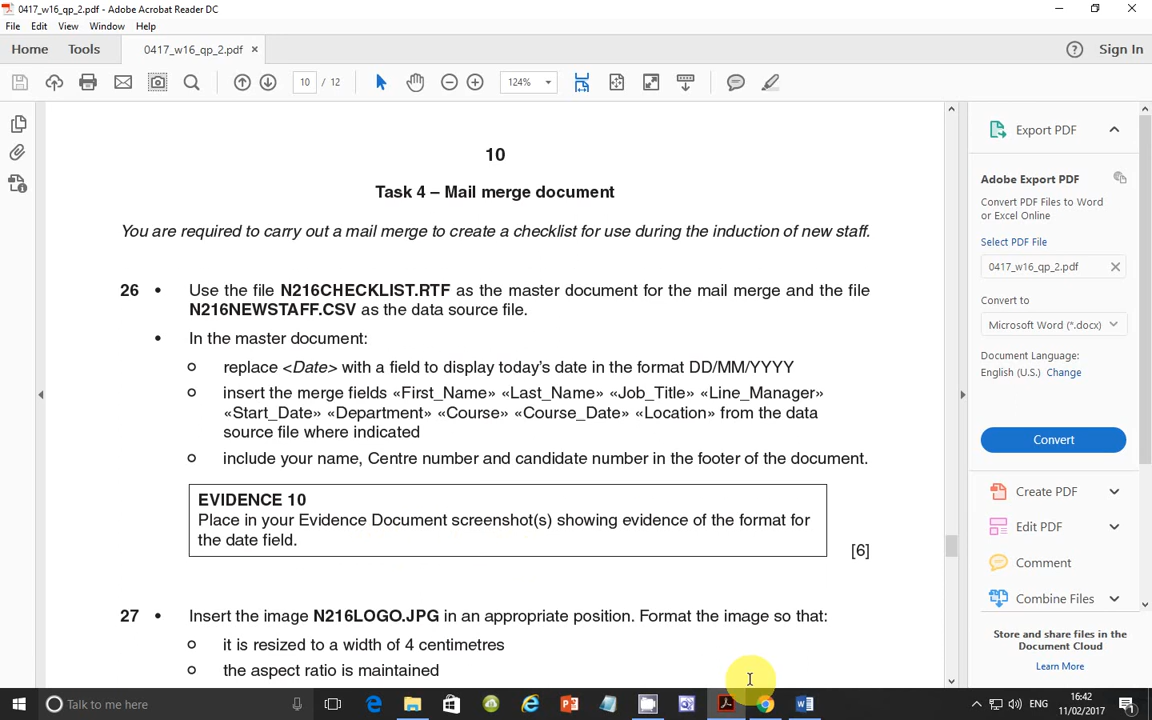 0417_w16_qp_2.pdf - Adobe Acrobat Reader DC
File Edit View Window Help
Home Tools 0417_w16_qp_2.pdf × Sign In
10 / 12 124%
10
Task 4 – Mail merge document
You are required to carry out a mail merge to create a checklist for use during the induction of new staff.
26 • Use the file N216CHECKLIST.RTF as the master document for the mail merge and the file
N216NEWSTAFF.CSV as the data source file.
• In the master document:
o replace <Date> with a field to display today's date in the format DD/MM/YYYY
o insert the merge fields «First_Name» «Last_Name» «Job_Title» «Line_Manager»
«Start_Date» «Department» «Course» «Course_Date» «Location» from the data
source file where indicated
o include your name, Centre number and candidate number in the footer of the document.
EVIDENCE 10
Place in your Evidence Document screenshot(s) showing evidence of the format for
the date field.
[6]
27 • Insert the image N216LOGO.JPG in an appropriate position. Format the image so that:
o it is resized to a width of 4 centimetres
o the aspect ratio is maintained
Export PDF
Adobe Export PDF
Convert PDF Files to Word
or Excel Online
Select PDF File
0417_w16_qp_2.pdf
Convert to
Microsoft Word (*.docx)
Document Language:
English (U.S.) Change
Convert
Create PDF
Edit PDF
Comment
Combine Files
Store and share files in the
Document Cloud
Learn More
Talk to me here
ENG
16:42
11/02/2017
1